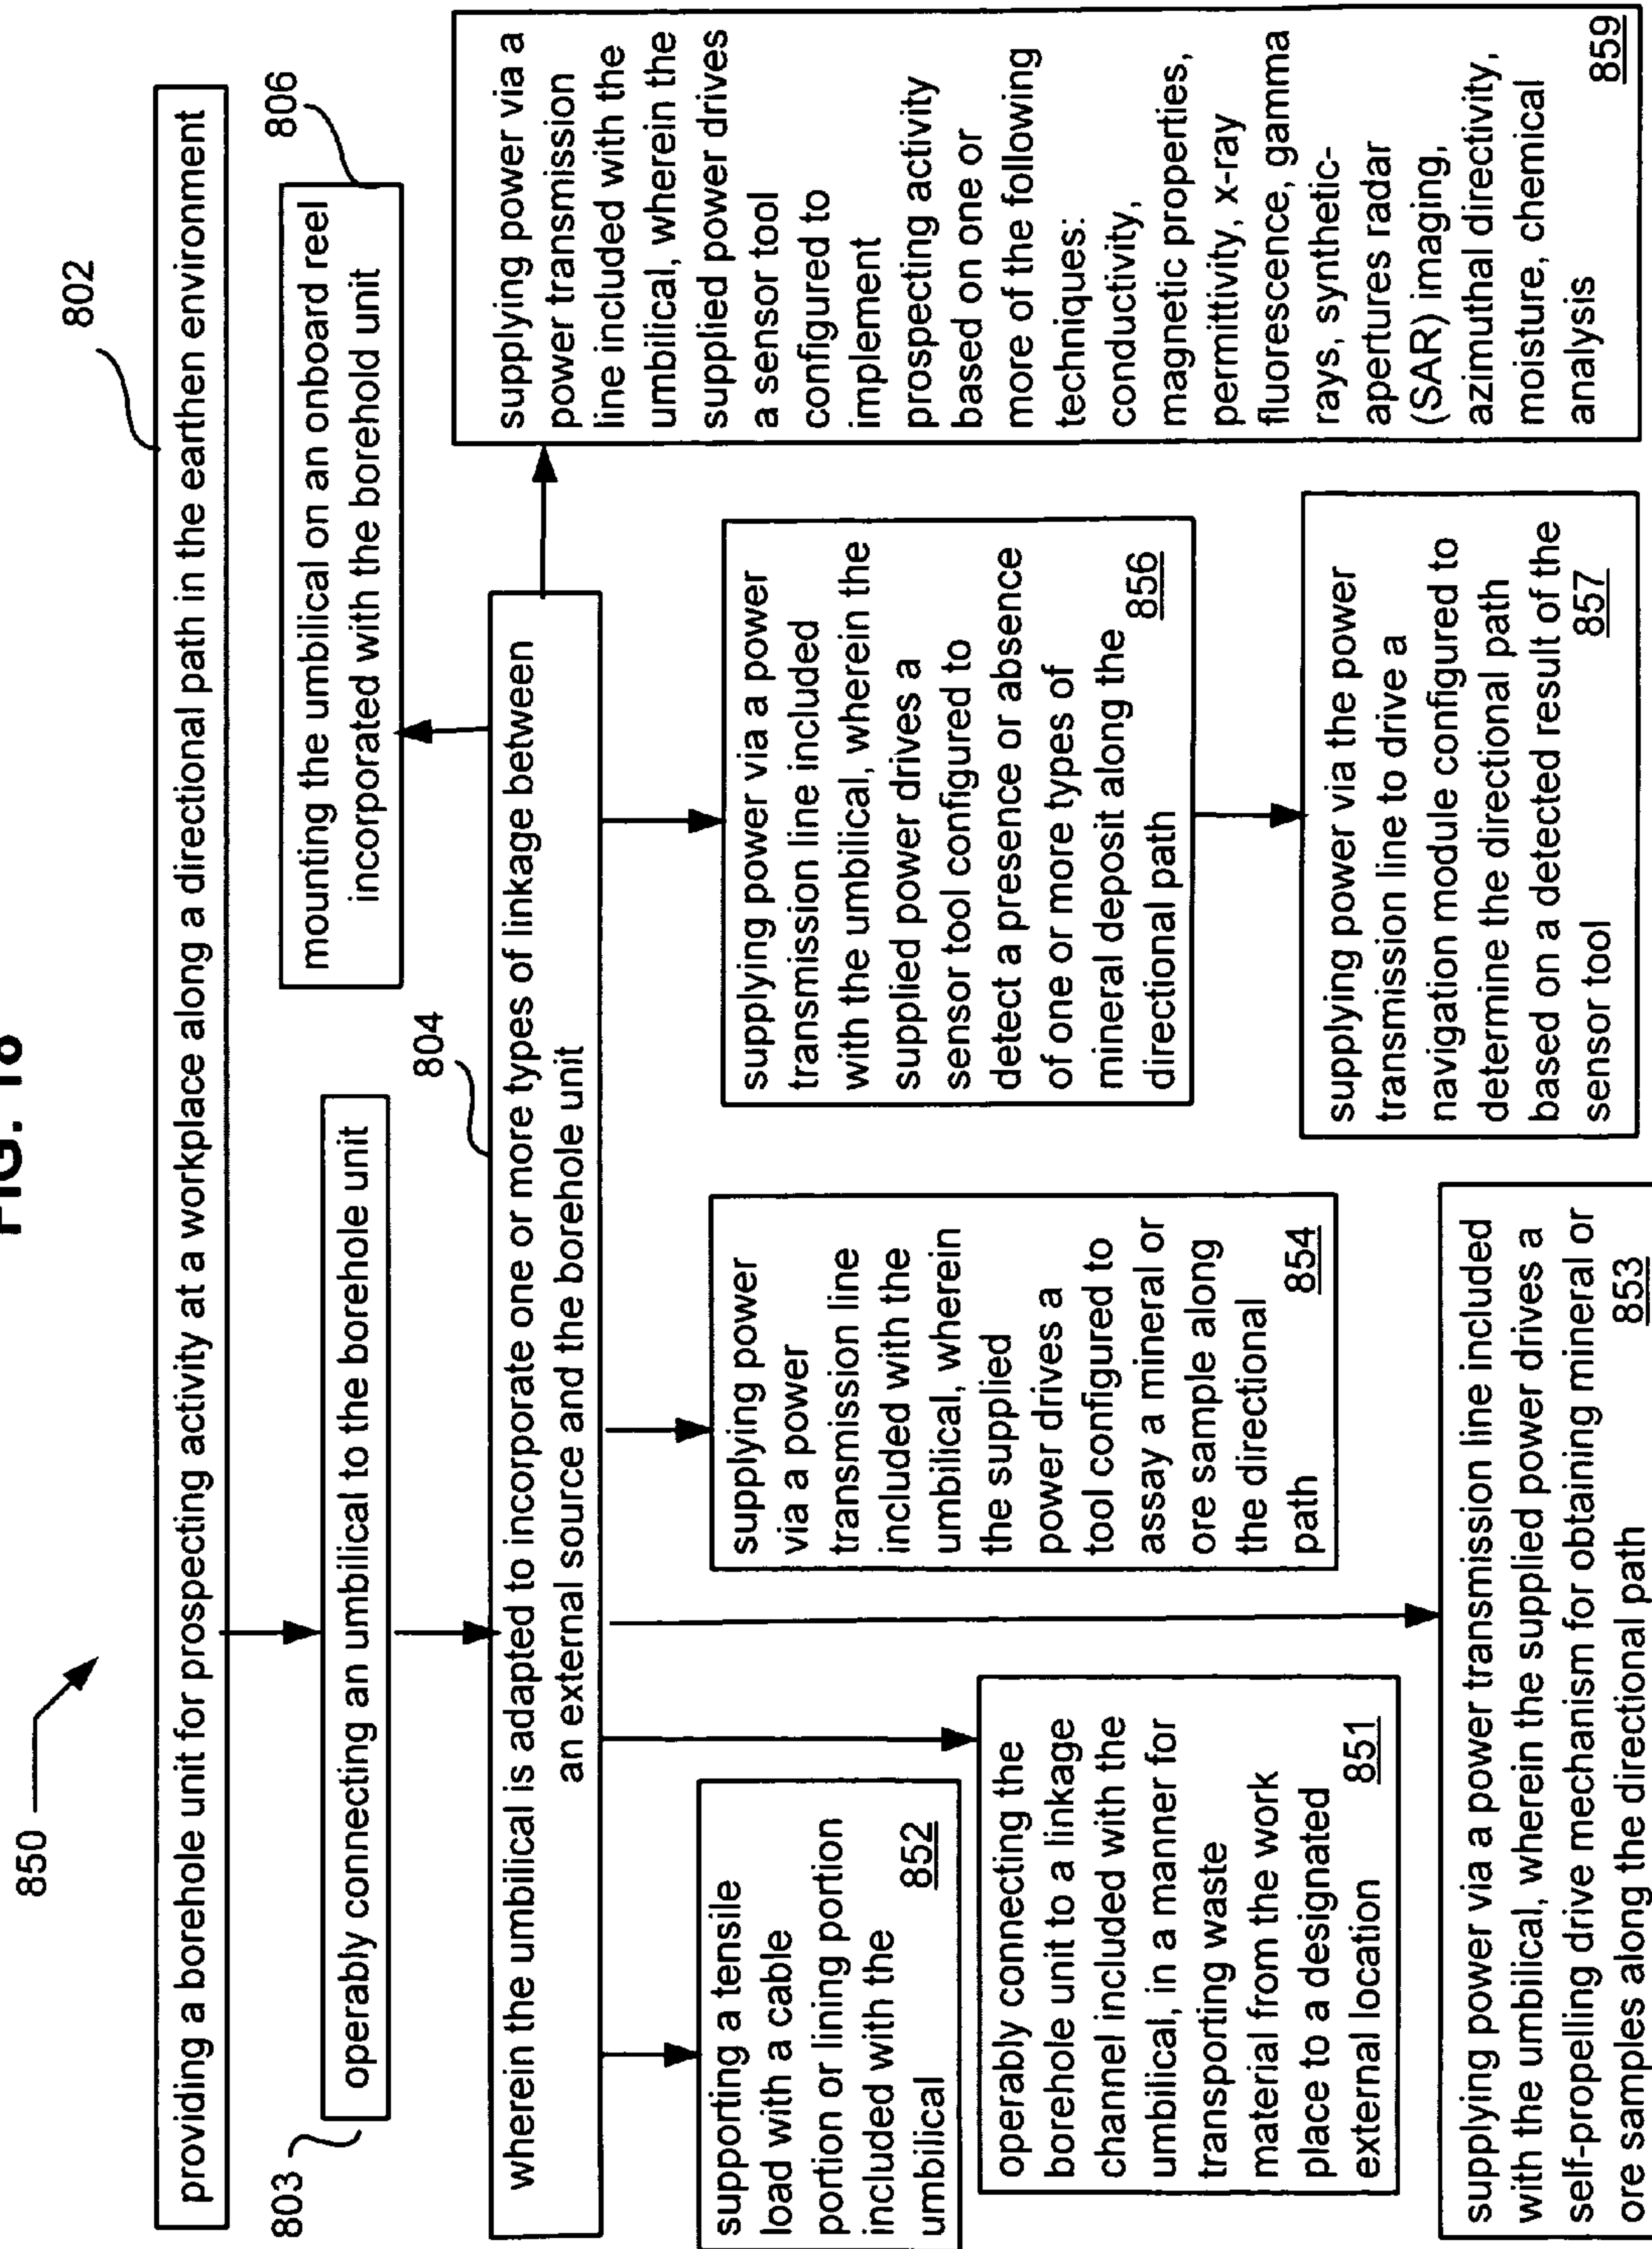 FIG.
850
802
providing a borehole unit for prospecting activity at a workplace along a directional path in the earthen environment
803
operably connecting an umbilical to the borehole unit
806
mounting the umbilical on an onboard reel
incorporated with the borehold unit
804
wherein the umbilical is adapted to incorporate one or more types of linkage between
an external source and the borehole unit
supporting a tensile
load with a cable
portion or lining portion
included with the
umbilical 852
operably connecting the
borehole unit to a linkage
channel included with the
umbilical, in a manner for
transporting waste
material from the work
place to a designated
external location 851
supplying power via a power transmission line included
with the umbilical, wherein the supplied power drives a
self-propelling drive mechanism for obtaining mineral or
ore samples along the directional path 853
supplying power
via a power
transmission line
included with the
umbilical, wherein
the supplied
power drives a
tool configured to
assay a mineral or
ore sample along
the directional
path 854
supplying power via a power
transmission line included
with the umbilical, wherein the
supplied power drives a
sensor tool configured to
detect a presence or absence
of one or more types of
mineral deposit along the
directional path 856
supplying power via the power
transmission line to drive a
navigation module configured to
determine the directional path
based on a detected result of the
sensor tool 857
supplying power via a
power transmission
line included with the
umbilical, wherein the
supplied power drives
a sensor tool
configured to
implement
prospecting activity
based on one or
more of the following
techniques:
conductivity,
magnetic properties,
permittivity, x-ray
fluorescence, gamma
rays, synthetic-
apertures radar
(SAR) imaging,
azimuthal directivity,
moisture, chemical
analysis 859